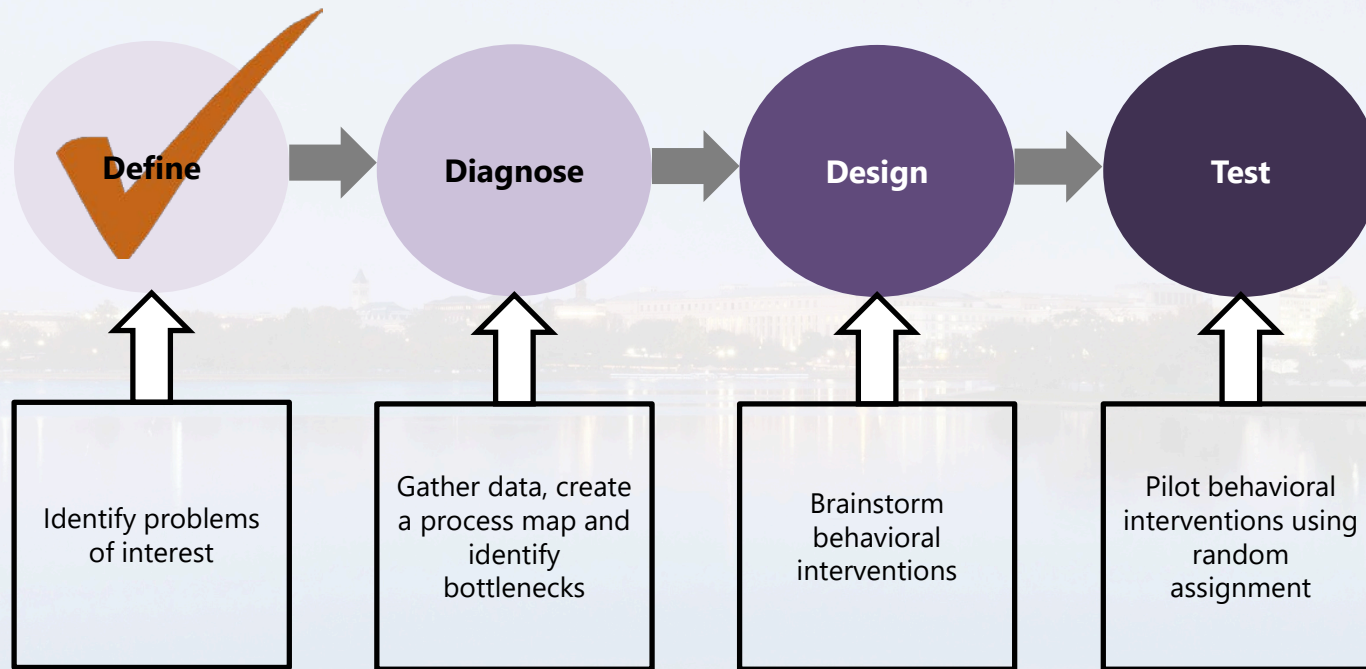 Define
Diagnose
Design
Test
Identify problems
of interest
Gather data, create
a process map and
identify
bottlenecks
Brainstorm
behavioral
interventions
Pilot behavioral
interventions using
random
assignment